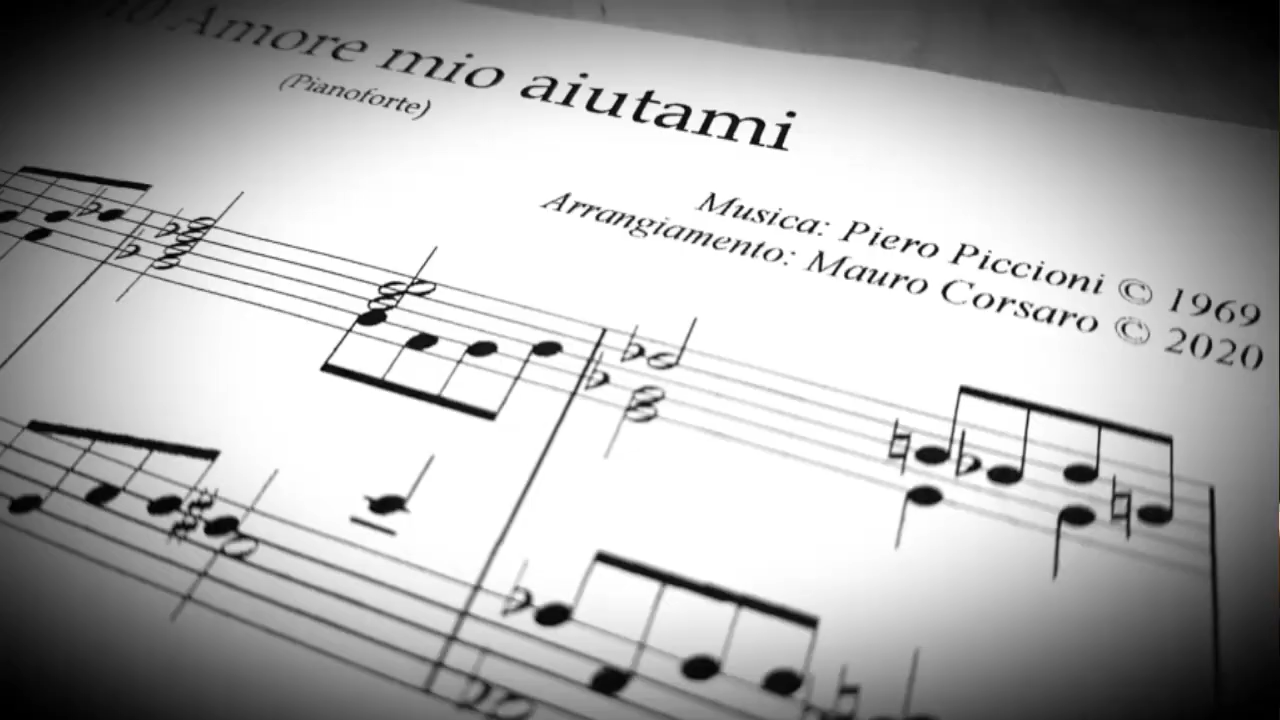 Amore mio aiutami
(Pianoforte)
Musica: Piero Piccioni © 1969
Arrangiamento: Mauro Corsaro © 2020